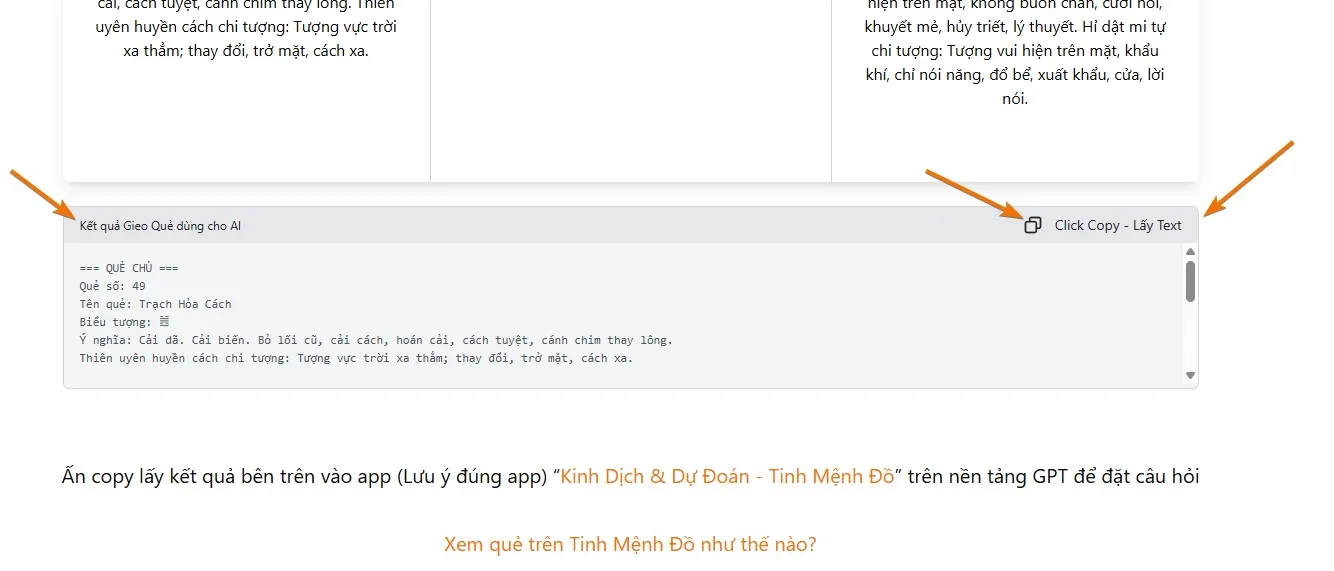 cải, cách tuyệt, cánh chim thay lông. Thiên
uyên huyền cách chi tượng: Tượng vực trời
xa thẳm; thay đổi, trở mặt, cách xa.
hiện trên mặt, không buồn chán, cười nói,
khuyết mẻ, hủy triết, lý thuyết. Hỉ dật mi tự
chi tượng: Tượng vui hiện trên mặt, khẩu
khí, chỉ nói năng, đổ bể, xuất khẩu, cửa, lời
nói.
Kết quả Gieo Quẻ dùng cho AI
Click Copy - Lấy Text
=== QUẺ CHỦ ===
Quẻ số: 49
Tên quẻ: Trạch Hỏa Cách
Biểu tượng: ䷰
Ý nghĩa: Cải dã. Cải biến. Bỏ lối cũ, cải cách, hoán cải, cách tuyệt, cánh chim thay lông.
Thiên uyên huyền cách chi tượng: Tượng vực trời xa thẳm; thay đổi, trở mặt, cách xa.
Ấn copy lấy kết quả bên trên vào app (Lưu ý đúng app) “Kinh Dịch & Dự Đoán - Tinh Mệnh Đồ” trên nền tảng GPT để đặt câu hỏi
Xem quẻ trên Tinh Mệnh Đồ như thế nào?